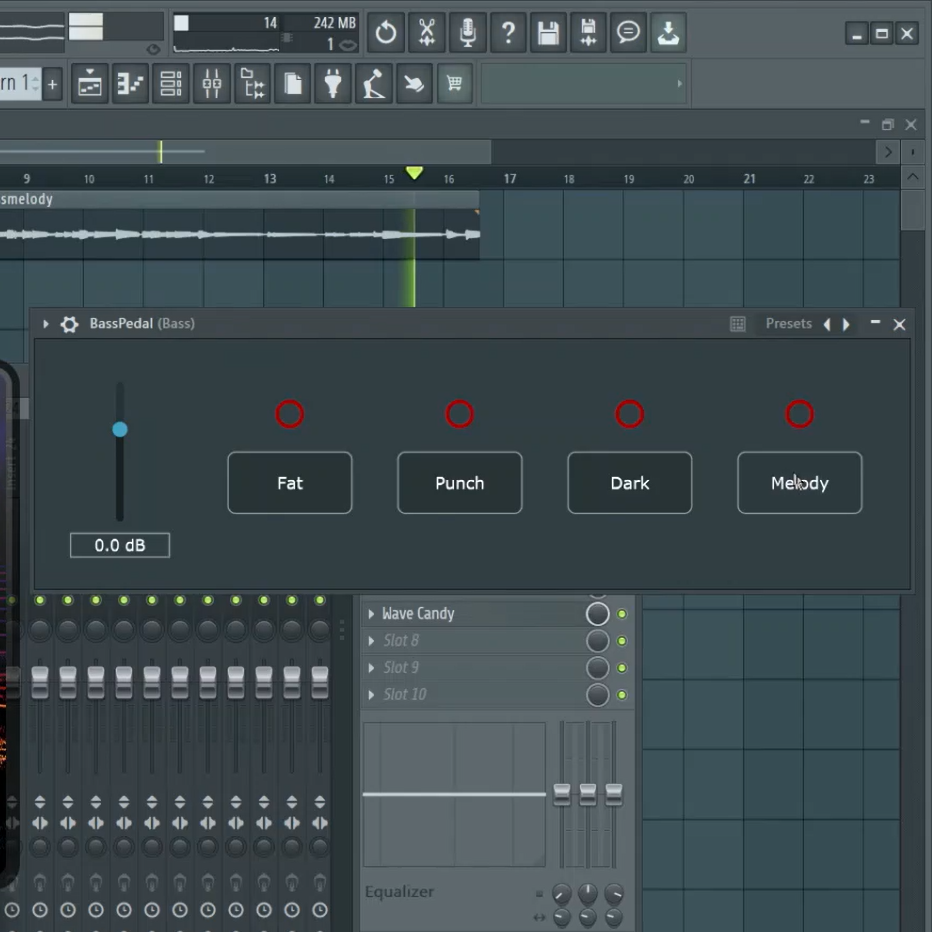 14 242 MB
1
?
rn 1 +
9 10 11 12 13 14 15 16 17 18 19 20 21 22 23
smelody
BassPedal (Bass) Presets
Fat Punch Dark Melody
0.0 dB
Wave Candy
Slot 8
Slot 9
Slot 10
Equalizer